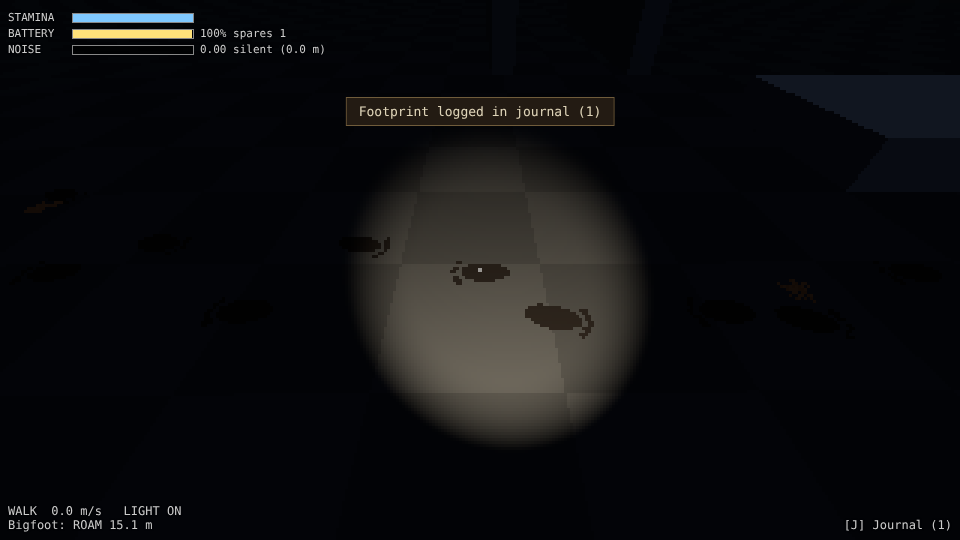 STAMINA
BATTERY 100% spares 1
NOISE 0.00 silent (0.0 m)
Footprint logged in journal (1)
WALK 0.0 m/s LIGHT ON
Bigfoot: ROAM 15.1 m
[J] Journal (1)